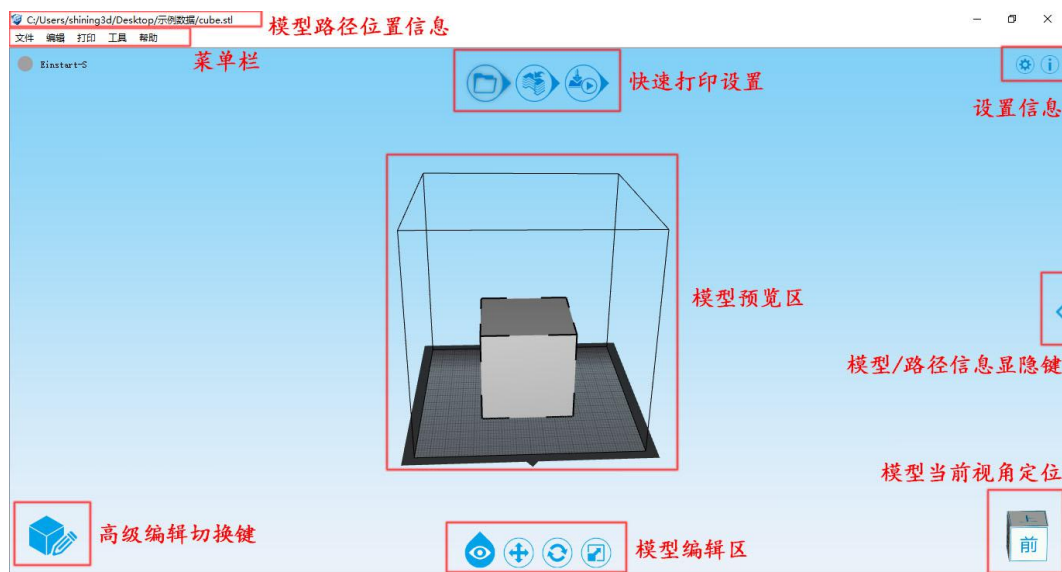 C:/Users/shining3d/Desktop/示例数据/cube.stl
模型路径位置信息
文件 编辑 打印 工具 帮助
菜单栏
Einstart-S
快速打印设置
设置信息
模型预览区
模型/路径信息显隐键
模型当前视角定位
高级编辑切换键
模型编辑区
上
前